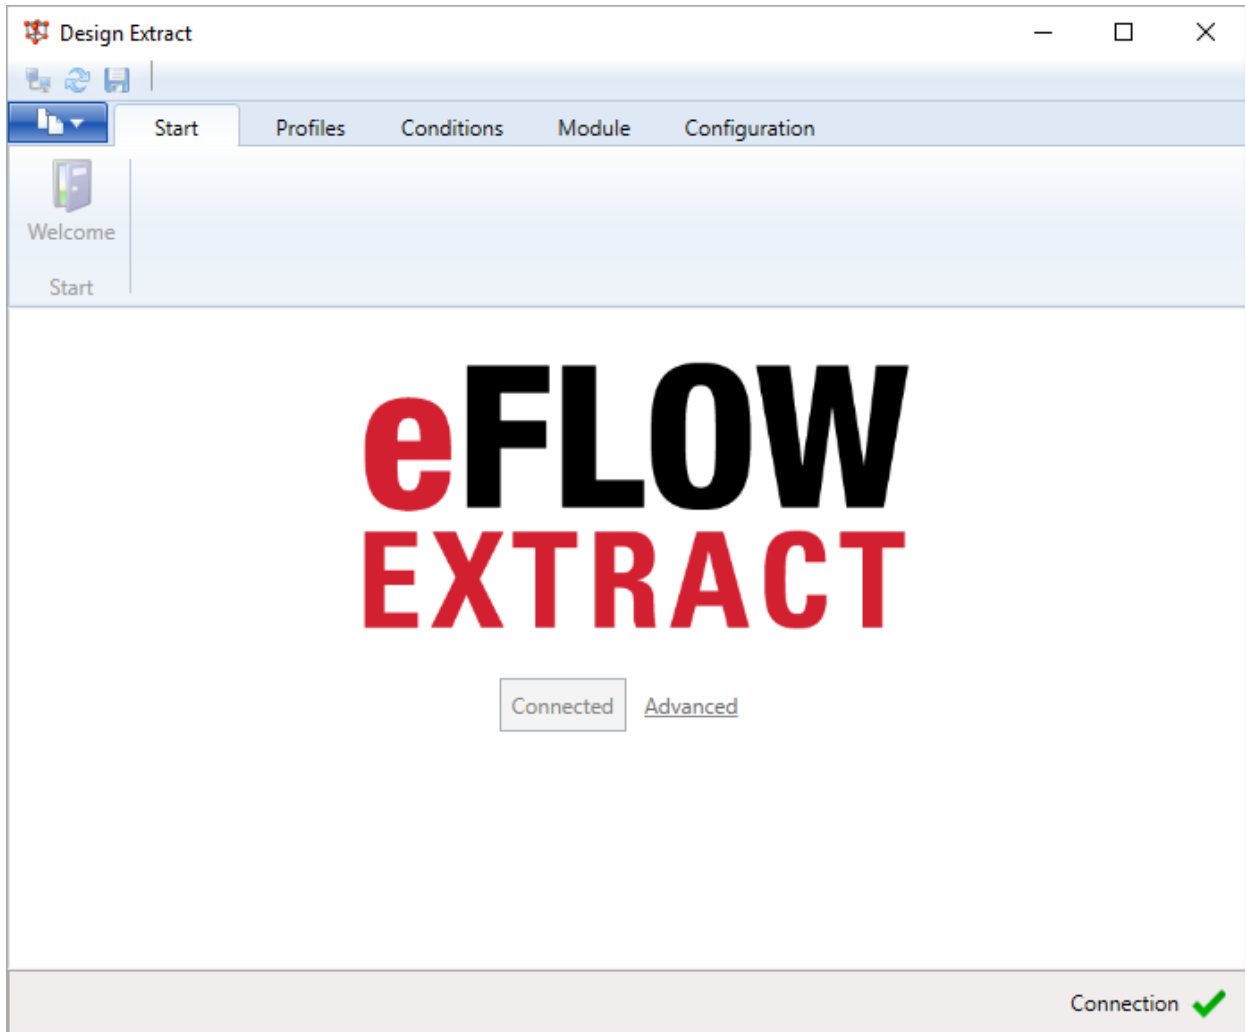 Design Extract
Start Profiles Conditions Module Configuration
Welcome
Start
eFLOW
EXTRACT
Connected Advanced
Connection